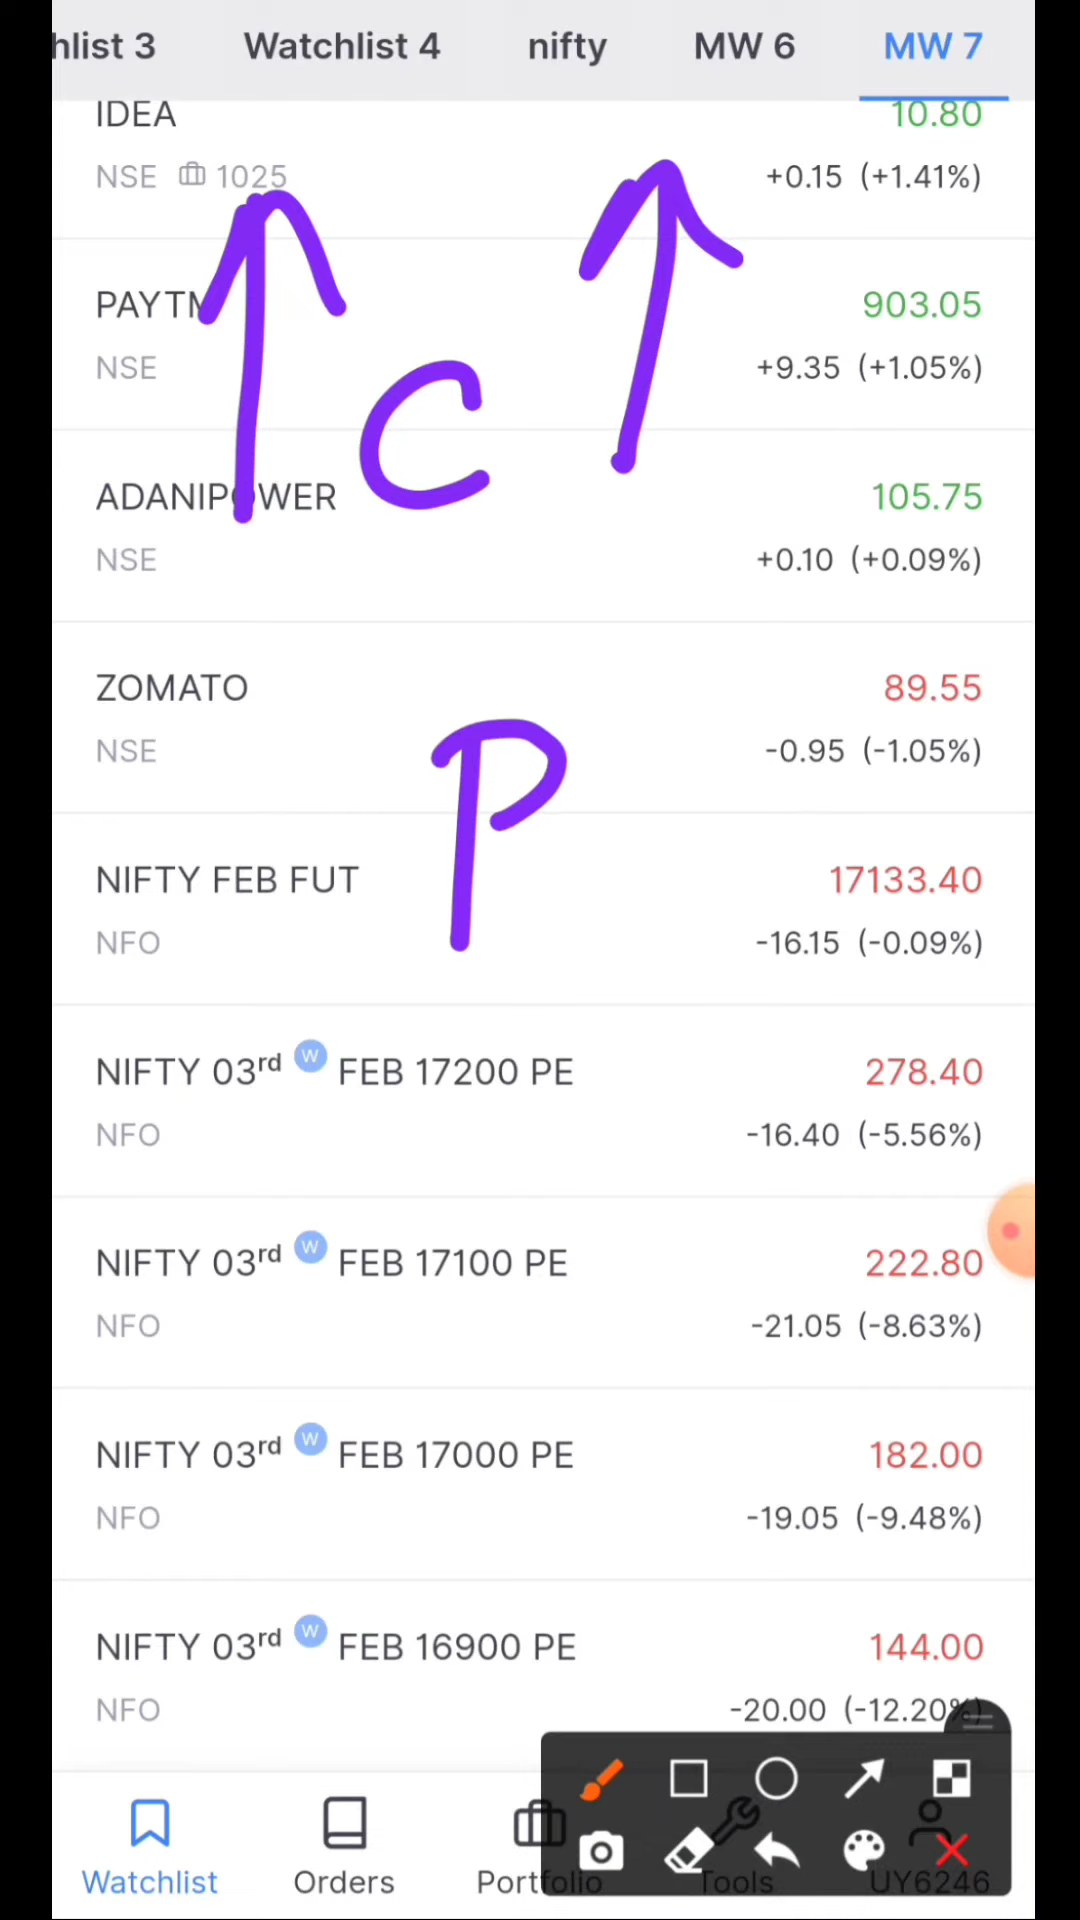 hlist 3 Watchlist 4 nifty MW 6 MW 7
IDEA 10.80
NSE 1025 +0.15 (+1.41%)
PAYTM 903.05
NSE +9.35 (+1.05%)
C
ADANIPOWER 105.75
NSE +0.10 (+0.09%)
ZOMATO 89.55
NSE -0.95 (-1.05%)
P
NIFTY FEB FUT 17133.40
NFO -16.15 (-0.09%)
NIFTY 03rd W FEB 17200 PE 278.40
NFO -16.40 (-5.56%)
NIFTY 03rd W FEB 17100 PE 222.80
NFO -21.05 (-8.63%)
NIFTY 03rd W FEB 17000 PE 182.00
NFO -19.05 (-9.48%)
NIFTY 03rd W FEB 16900 PE 144.00
NFO -20.00 (-12.20%)
Watchlist Orders Portfolio Tools UY6246